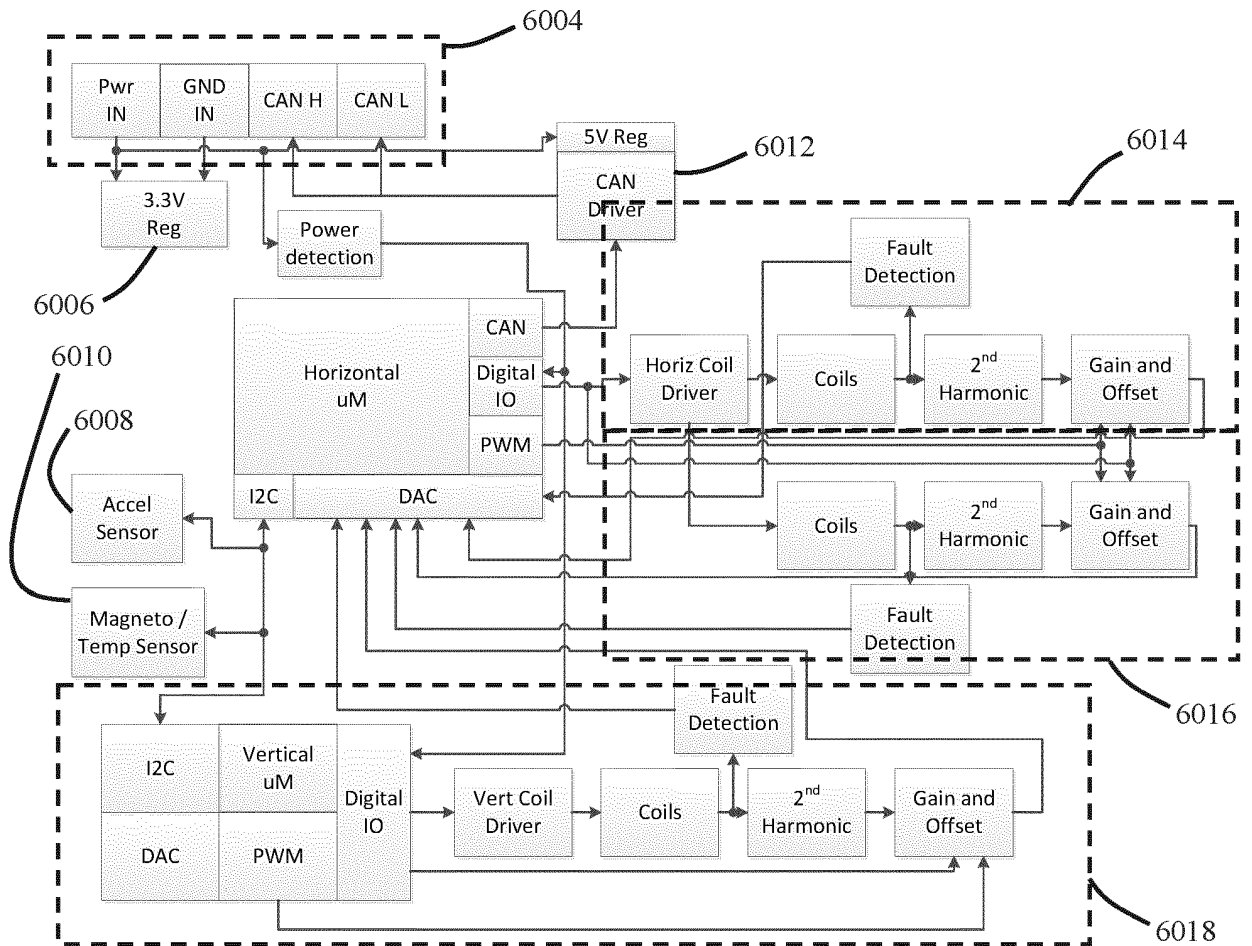 6004
Pwr
IN
GND
IN
CAN H
CAN L
5V Reg
CAN
Driver
6012
6014
3.3V
Reg
Power
detection
6006
Fault
Detection
6010
Horizontal
uM
CAN
Digital
IO
PWM
I2C
DAC
Horiz Coil
Driver
Coils
2nd
Harmonic
Gain and
Offset
6008
Accel
Sensor
Coils
2nd
Harmonic
Gain and
Offset
Magneto /
Temp Sensor
Fault
Detection
6016
Fault
Detection
I2C
Vertical
uM
Digital
IO
DAC
PWM
Vert Coil
Driver
Coils
2nd
Harmonic
Gain and
Offset
6018